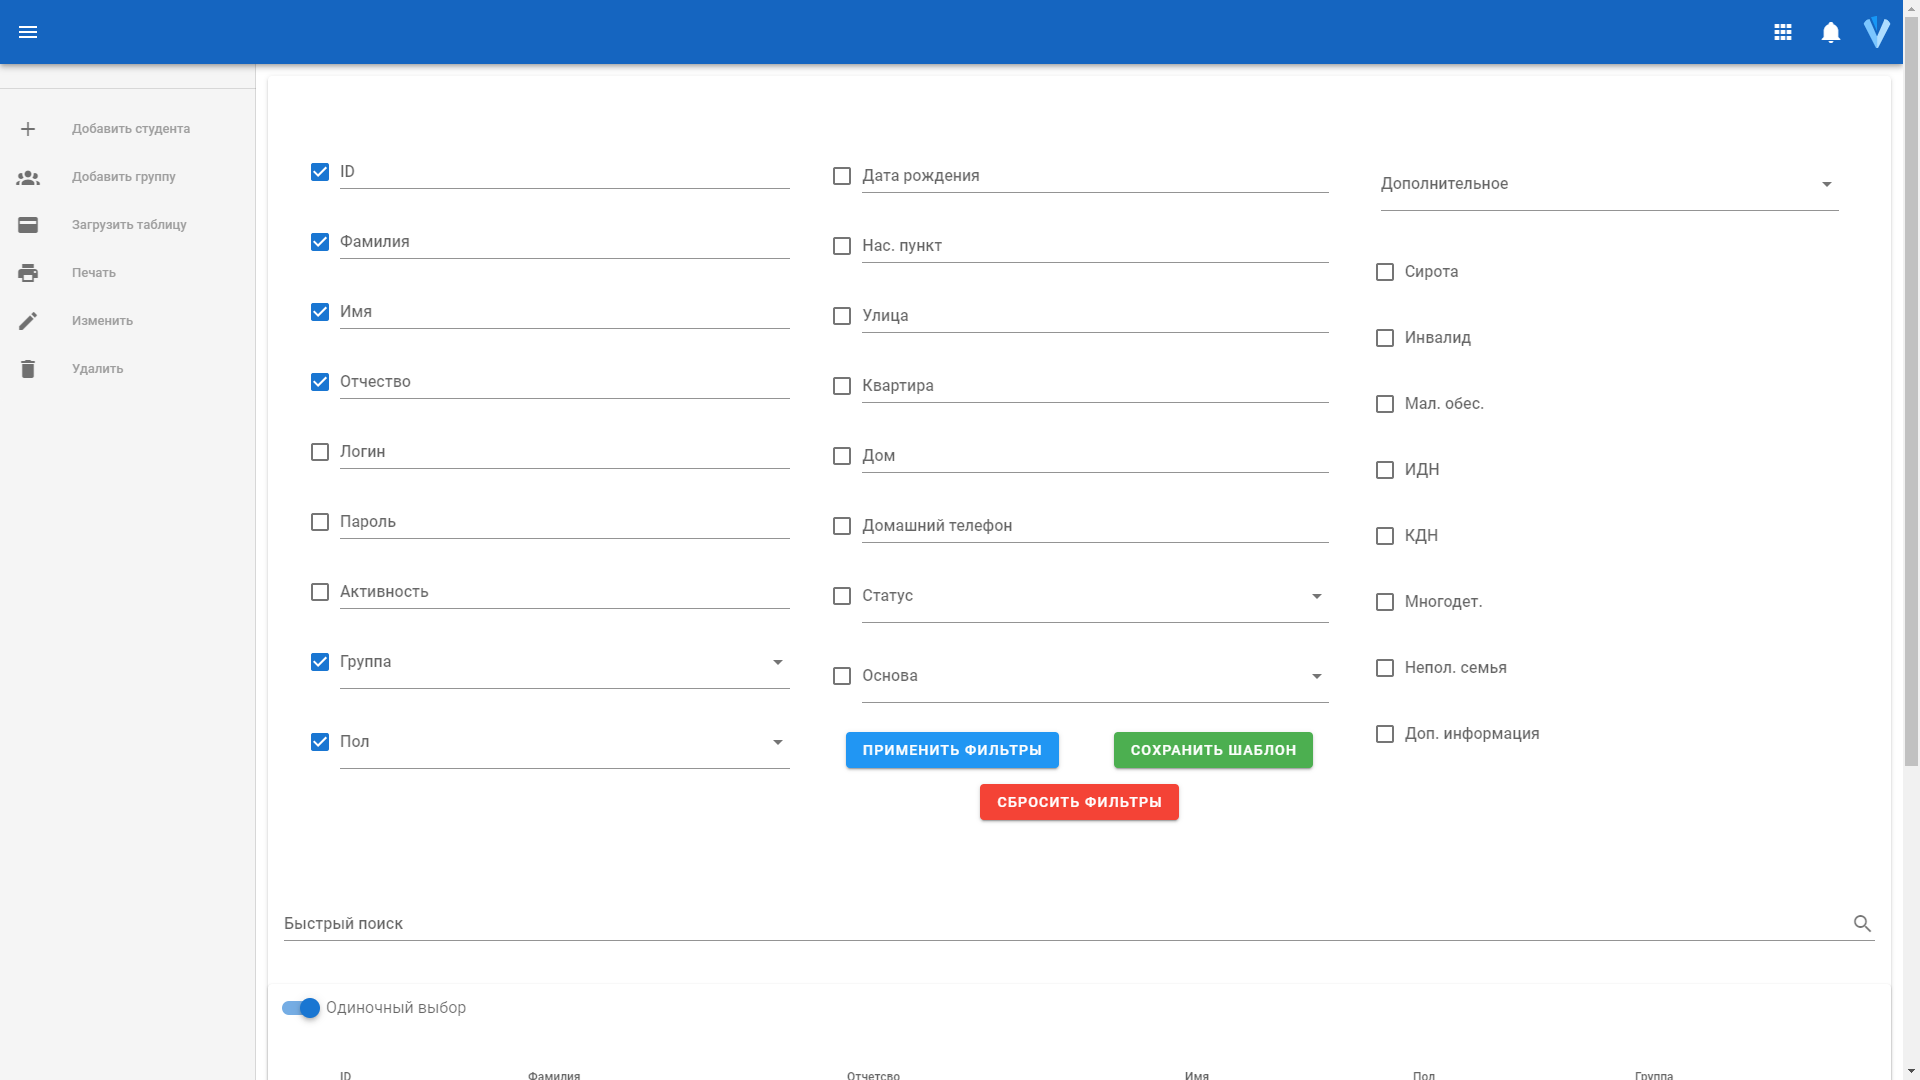 Добавить студента
Добавить группу
Загрузить таблицу
Печать
Изменить
Удалить
ID
Фамилия
Имя
Отчество
Логин
Пароль
Активность
Группа
Пол
Дата рождения
Нас. пункт
Улица
Квартира
Дом
Домашний телефон
Статус
Основа
ПРИМЕНИТЬ ФИЛЬТРЫ
СОХРАНИТЬ ШАБЛОН
СБРОСИТЬ ФИЛЬТРЫ
Дополнительное
Сирота
Инвалид
Мал. обес.
ИДН
КДН
Многодет.
Непол. семья
Доп. информация
Быстрый поиск
Одиночный выбор
ID Фамилия Отчетсво Имя Пол Группа